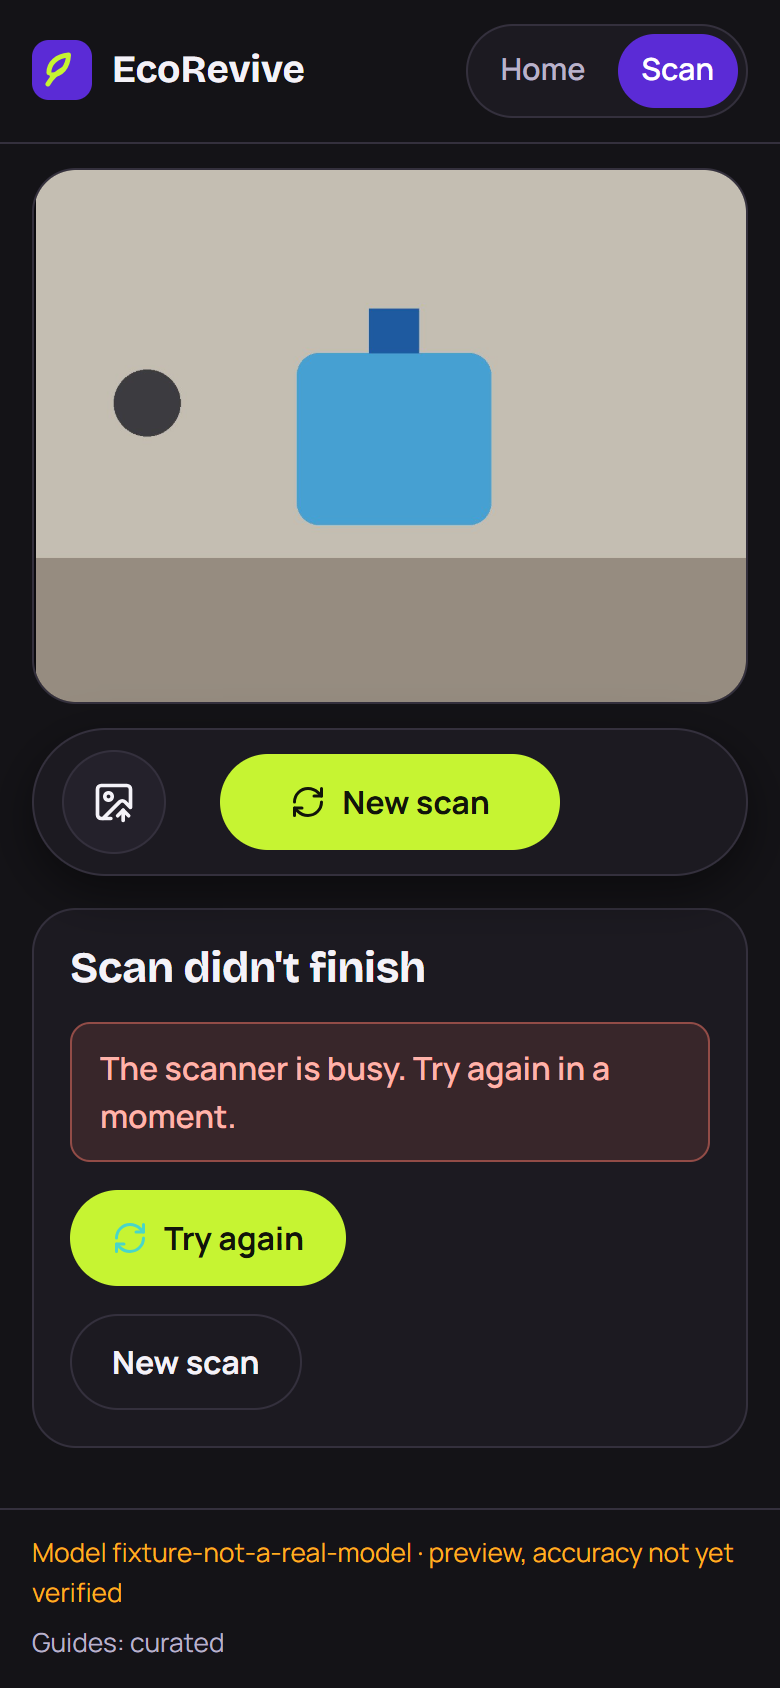 EcoRevive
Home
Scan
New scan
Scan didn't finish
The scanner is busy. Try again in a
moment.
Try again
New scan
Model fixture-not-a-real-model · preview, accuracy not yet
verified
Guides: curated